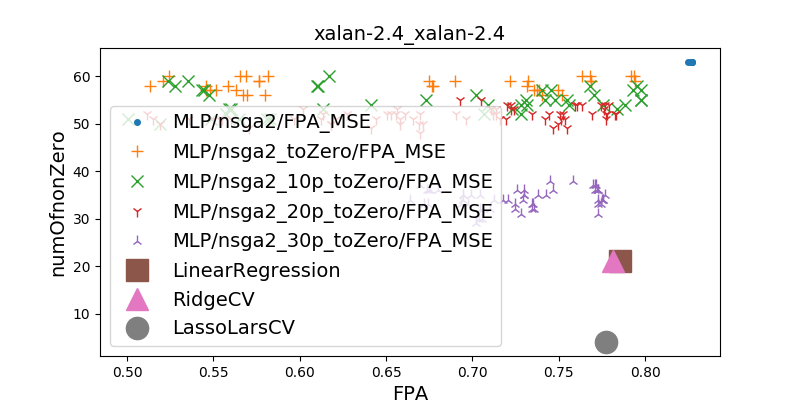 xalan-2.4_xalan-2.4
numOfnonZero
60
50
40
30
20
10
MLP/nsga2/FPA_MSE
MLP/nsga2_toZero/FPA_MSE
MLP/nsga2_10p_toZero/FPA_MSE
MLP/nsga2_20p_toZero/FPA_MSE
MLP/nsga2_30p_toZero/FPA_MSE
LinearRegression
RidgeCV
LassoLarsCV
0.50 0.55 0.60 0.65 0.70 0.75 0.80
FPA